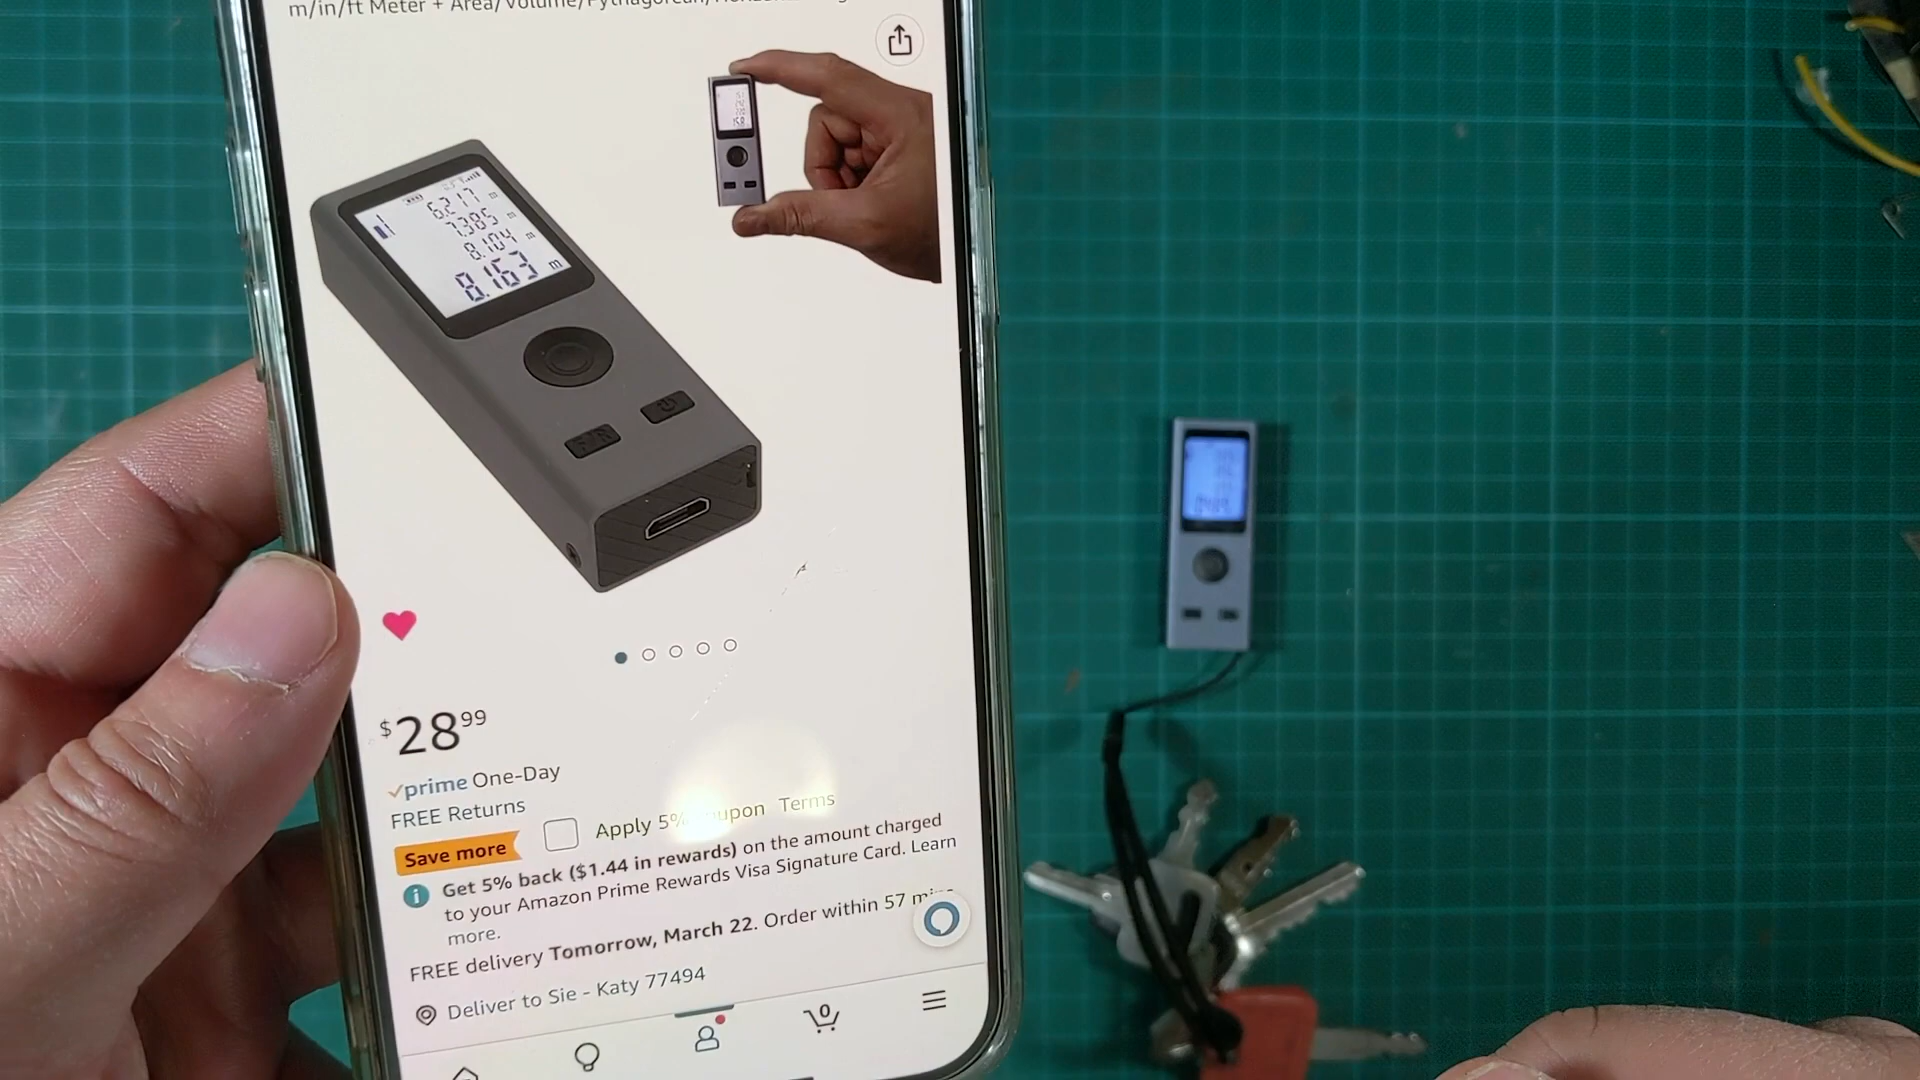 m/in/ft Meter + Area/Volume/Pythagorean/
6.217 m
7.385 m
8.104 m
8.163 m
$28.99
prime One-Day
FREE Returns
Save more
Apply 5% Terms
Get 5% back ($1.44 in rewards) on the amount charged
to your Amazon Prime Rewards Visa Signature Card. Learn
more.
FREE delivery Tomorrow, March 22. Order within 57
Deliver to Sie - Katy 77494
0